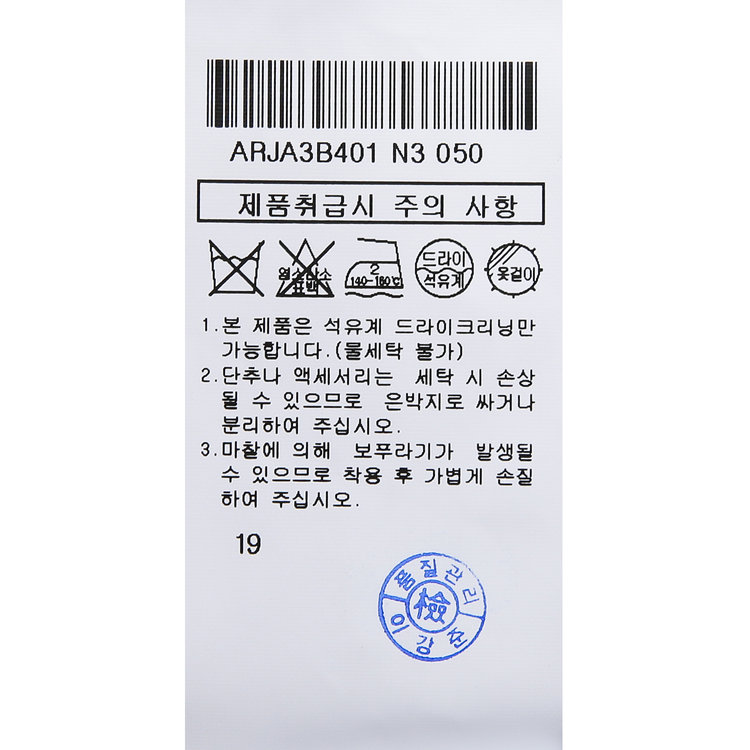 ARJA3B401 N3 050
제품취급시 주의 사항
염소산소
표백
2
140-160℃
드라이
석유계
옷걸이
1.본 제품은 석유계 드라이크리닝만
가능합니다.(물세탁 불가)
2.단추나 액세서리는 세탁 시 손상
될 수 있으므로 은박지로 싸거나
분리하여 주십시오.
3.마찰에 의해 보푸라기가 발생될
수 있으므로 착용 후 가볍게 손질
하여 주십시오.
19
품질관리
檢